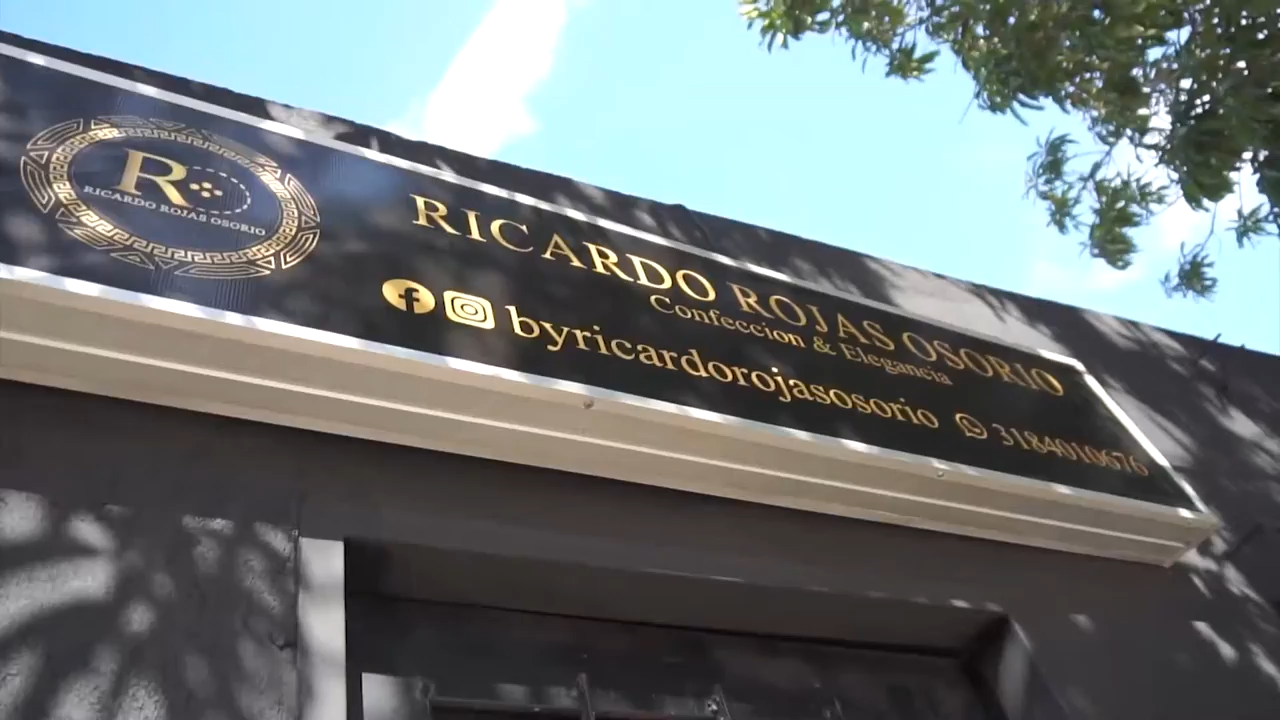 R
RICARDO ROJAS OSORIO
RICARDO ROJAS OSORIO
Confeccion & Elegancia
byricardorojasosorio 3184010676